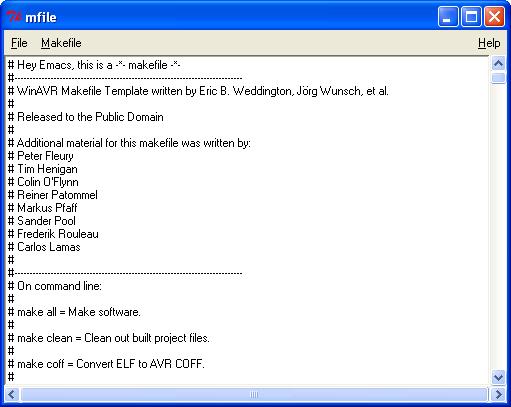 mfile
File Makefile Help
# Hey Emacs, this is a -*- makefile -*-
#----------------------------------------------------------------------------
# WinAVR Makefile Template written by Eric B. Weddington, Jörg Wunsch, et al.
#
# Released to the Public Domain
#
# Additional material for this makefile was written by:
# Peter Fleury
# Tim Henigan
# Colin O'Flynn
# Reiner Patommel
# Markus Pfaff
# Sander Pool
# Frederik Rouleau
# Carlos Lamas
#
#----------------------------------------------------------------------------
# On command line:
#
# make all = Make software.
#
# make clean = Clean out built project files.
#
# make coff = Convert ELF to AVR COFF.
#